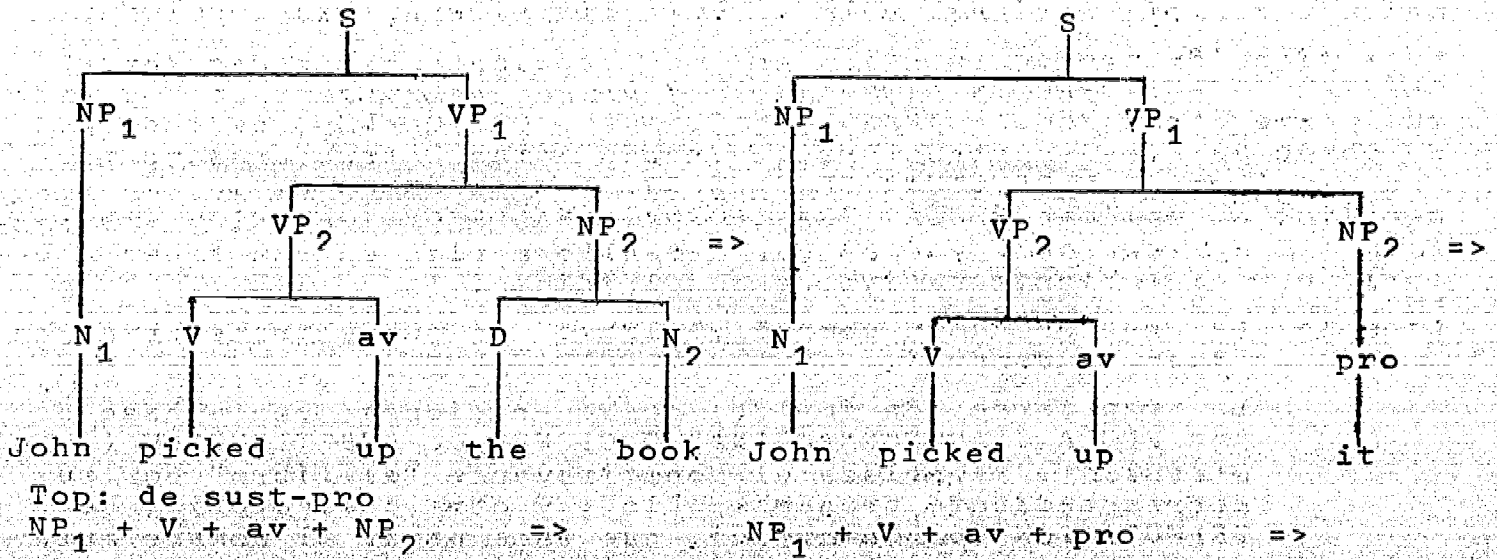 S S
NP1 VP1 NP1 VP1
VP2 NP2 => VP2 NP2 =>
N1 V av D N2 N1 V av pro
John picked up the book John picked up it
Top: de sust-pro
NP1 + V + av + NP2 => NP1 + V + av + pro =>